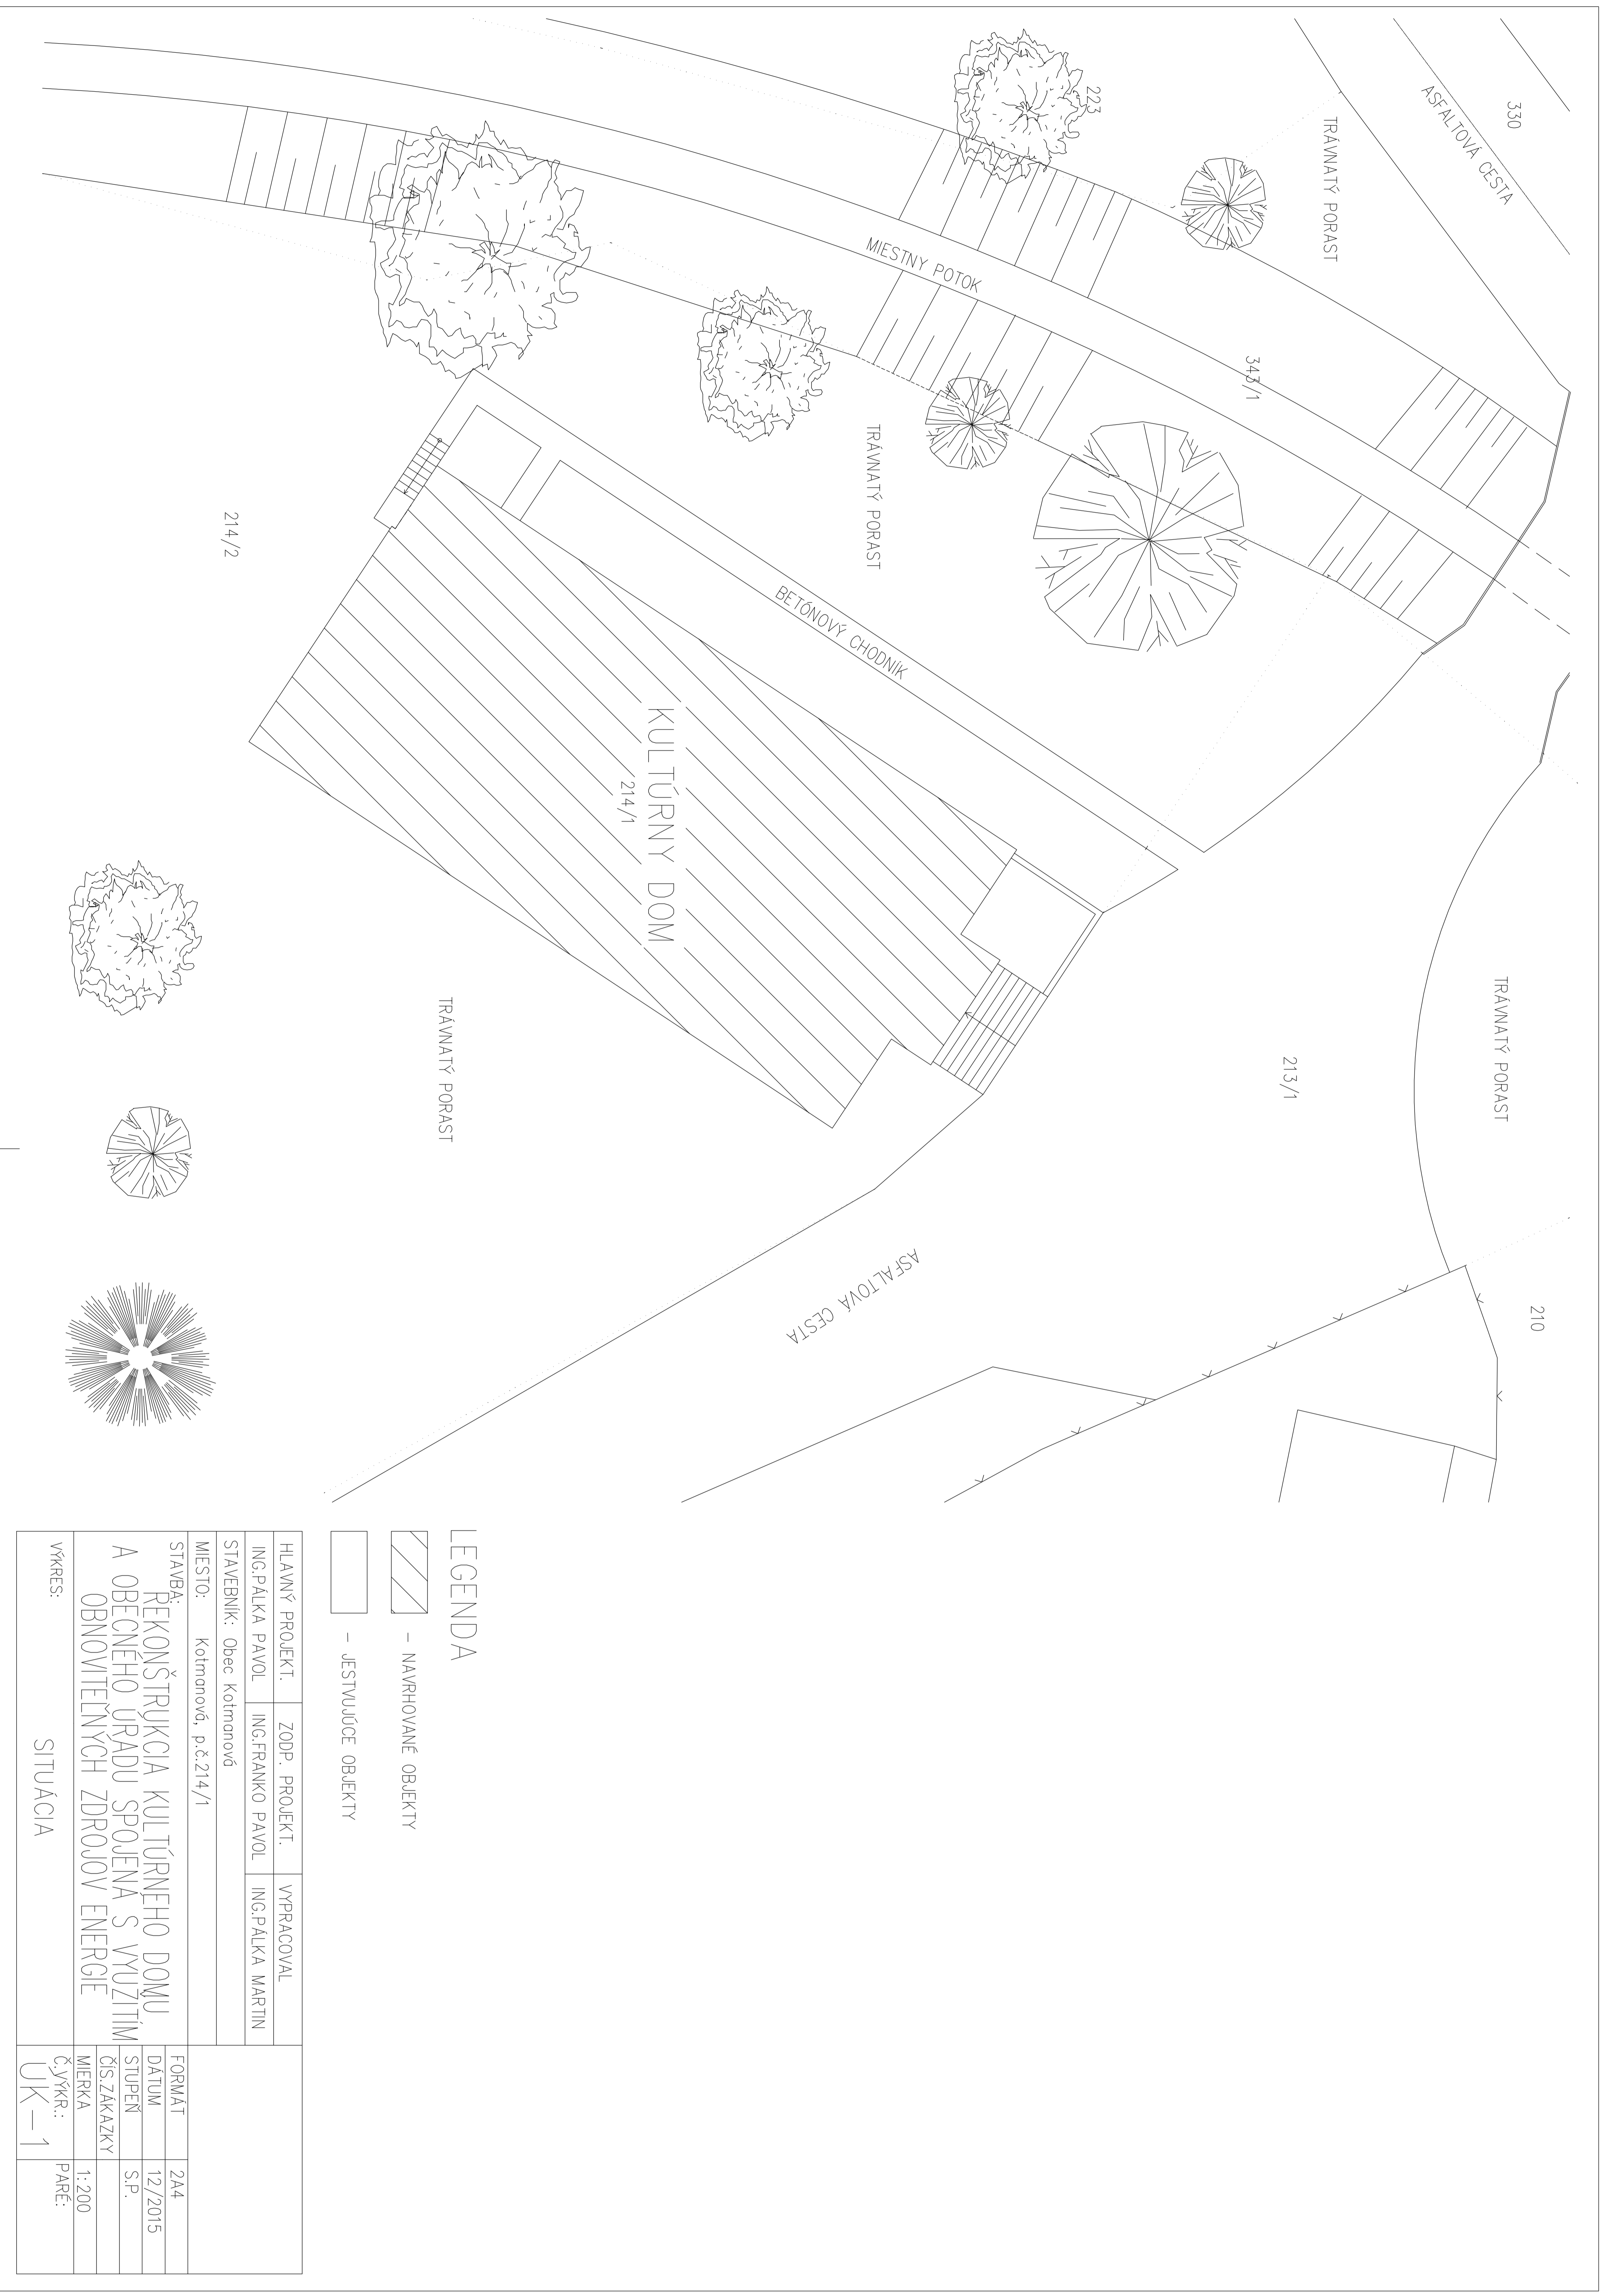 330
ASFALTOVÁ CESTA
TRÁVNATÝ PORAST
223
MIESTNY POTOK
343/1
TRÁVNATÝ PORAST
BETÓNOVÝ CHODNÍK
214/2
KULTÚRNY DOM
214/1
TRÁVNATÝ PORAST
213/1
TRÁVNATÝ PORAST
ASFALTOVÁ CESTA
210
LEGENDA
- NAVRHOVANÉ OBJEKTY
- JESTVUJÚCE OBJEKTY
HLAVNÝ PROJEKT. ZODP. PROJEKT. VYPRACOVAL
ING.PÁLKA PAVOL ING.FRANKO PAVOL ING.PÁLKA MARTIN
STAVEBNÍK: Obec Kotmanová
MIESTO: Kotmanová, p.č.214/1
STAVBA:
REKONŠTRUKCIA KULTÚRNEHO DOMU
A OBECNÉHO ÚRADU SPOJENÁ S VYUŽITÍM
OBNOVITEĽNÝCH ZDROJOV ENERGIE
FORMÁT 2A4
DÁTUM 12/2015
STUPEŇ S.P.
ČÍS.ZÁKAZKY
MIERKA 1:200
VÝKRES:
SITUÁCIA
Č.VÝKR.: PARÉ:
ÚK-1